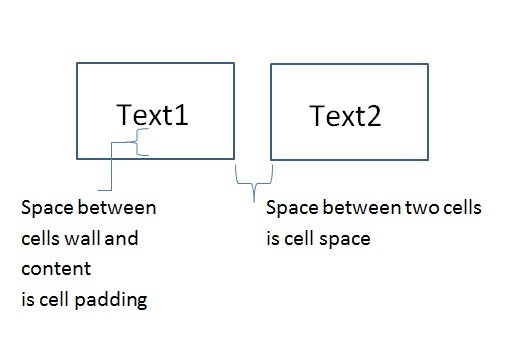 Text1
Text2
Space between
cells wall and
content
is cell padding
Space between two cells
is cell space